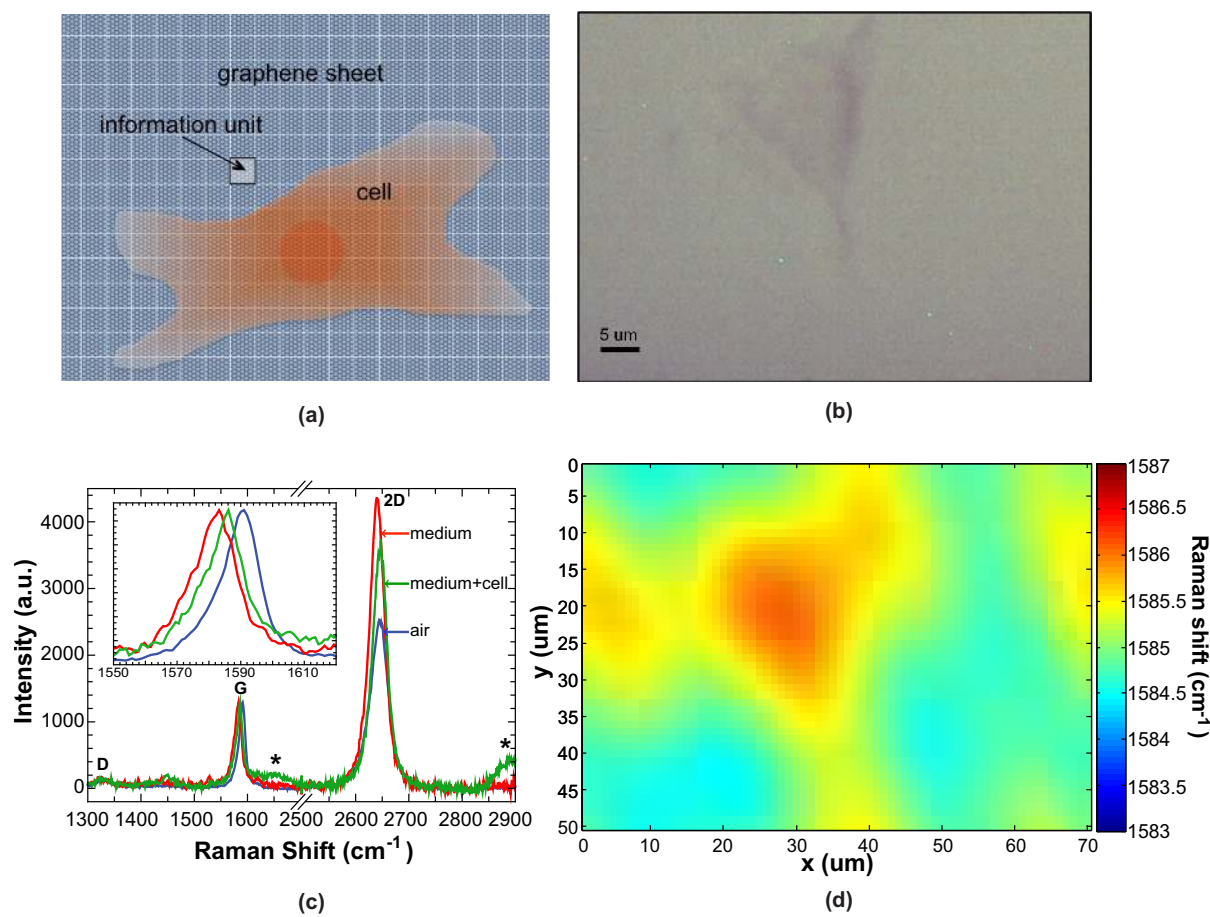 graphene sheet
information unit
cell
(a)
5 um
(b)
Intensity (a.u.)
4000
3000
2000
1000
0
1550 1570 1590 1610
2D
medium
medium+cell
air
G
D
*
*
1300 1400 1500 1600 2500 2600 2700 2800 2900
Raman Shift (cm⁻¹)
(c)
y (um)
0
5
10
15
20
25
30
35
40
45
50
0 10 20 30 40 50 60 70
x (um)
1587
1586.5
1586
1585.5
1585
1584.5
1584
1583.5
1583
Raman shift (cm⁻¹)
(d)